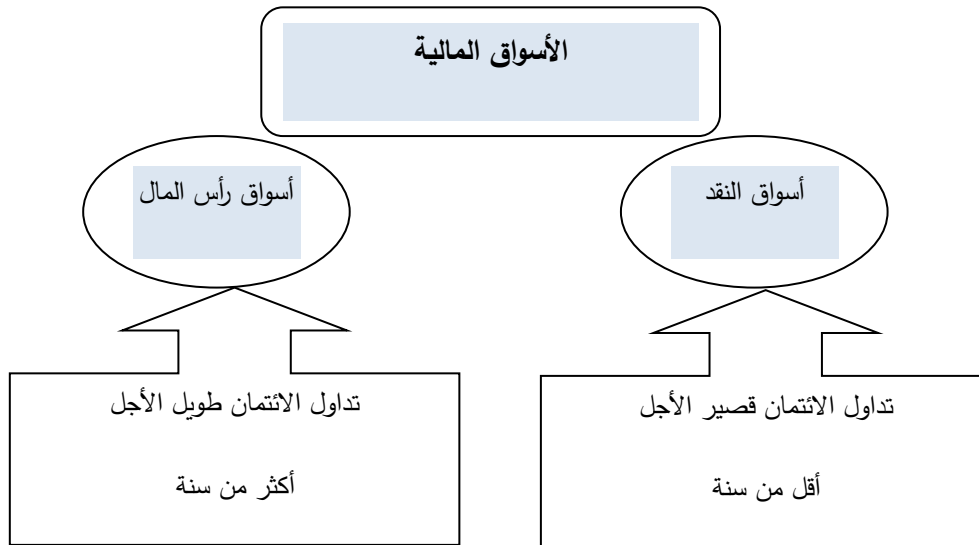 الأسواق المالية
أسواق النقد
أسواق رأس المال
تداول الائتمان قصير الأجل
أقل من سنة
تداول الائتمان طويل الأجل
أكثر من سنة